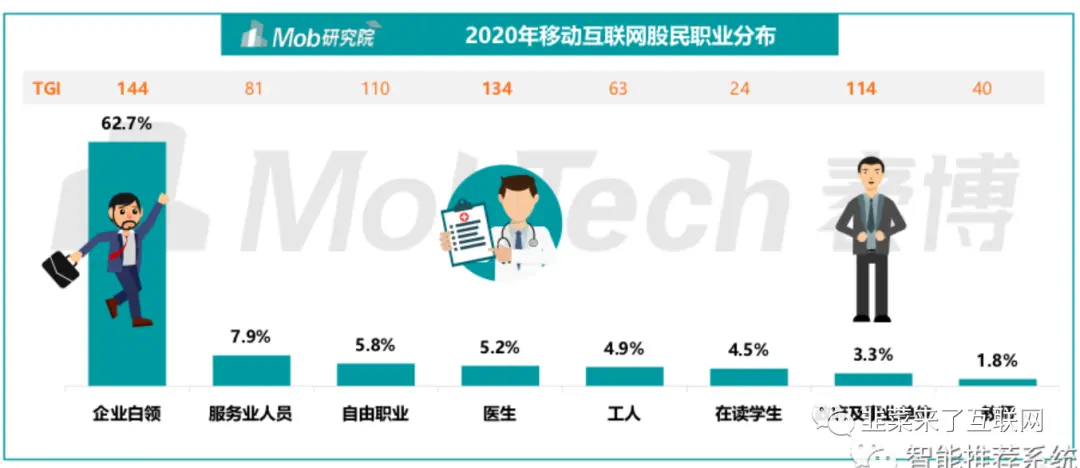 Mob研究院
2020年移动互联网股民职业分布
TGI 144 81 110 134 63 24 114 40
62.7%
7.9% 5.8% 5.2% 4.9% 4.5% 3.3% 1.8%
MobTech 袤博
企业白领 服务业人员 自由职业 医生 工人 在读学生
韭菜来了互联网
智能推荐系统